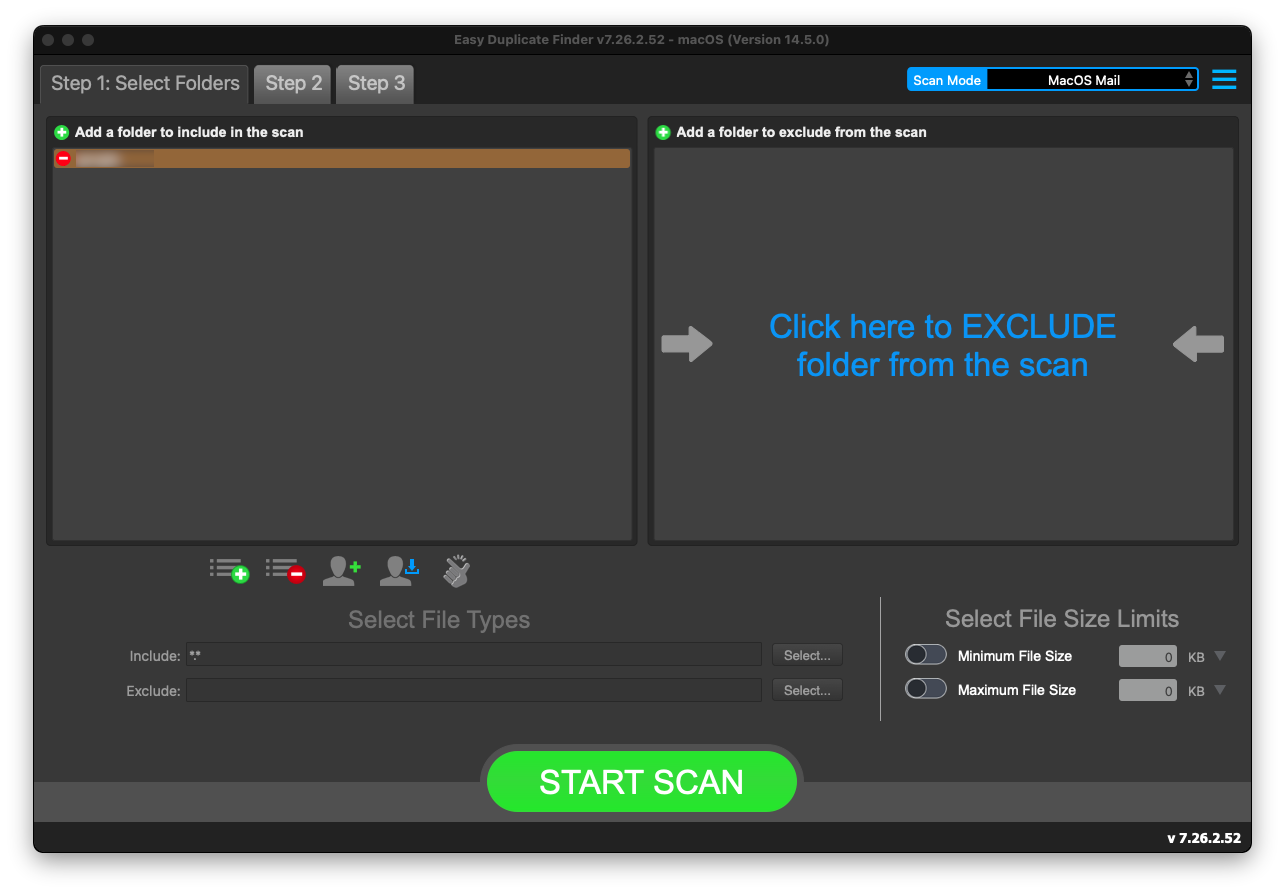 Easy Duplicate Finder v7.26.2.52 - macOS (Version 14.5.0)
Step 1: Select Folders
Step 2
Step 3
Scan Mode
MacOS Mail
Add a folder to include in the scan
Add a folder to exclude from the scan
Click here to EXCLUDE
folder from the scan
Select File Types
Include:
*.*
Select...
Exclude:
Select...
Select File Size Limits
Minimum File Size
0
KB
Maximum File Size
0
KB
START SCAN
v 7.26.2.52